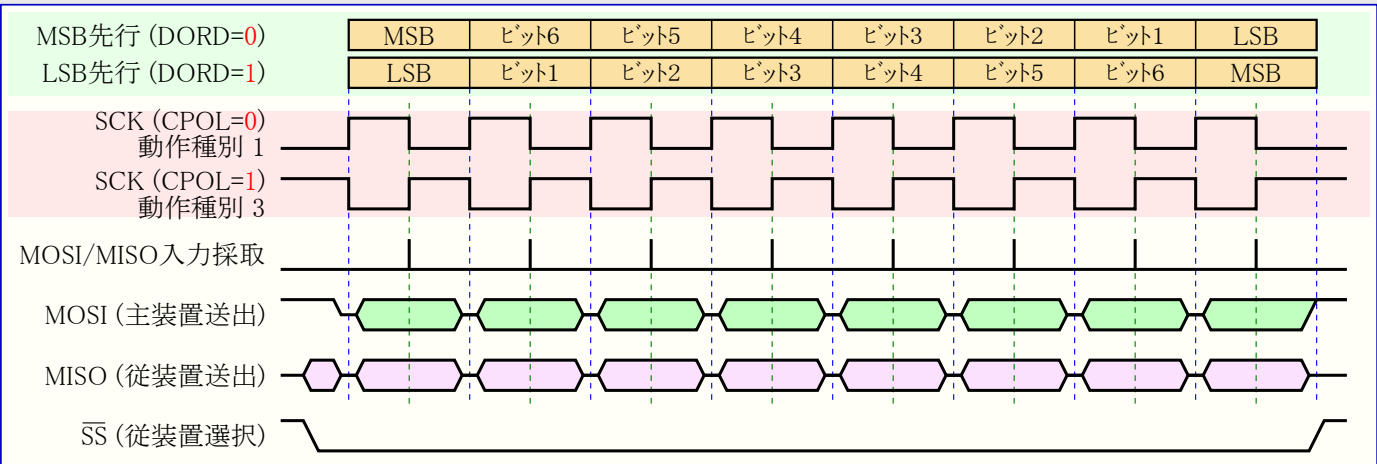 MSB先行 (DORD=0) MSB ビット6 ビット5 ビット4 ビット3 ビット2 ビット1 LSB
LSB先行 (DORD=1) LSB ビット1 ビット2 ビット3 ビット4 ビット5 ビット6 MSB
SCK (CPOL=0)
動作種別 1
SCK (CPOL=1)
動作種別 3
MOSI/MISO入力採取
MOSI (主装置送出)
MISO (従装置送出)
S̅S̅ (従装置選択)